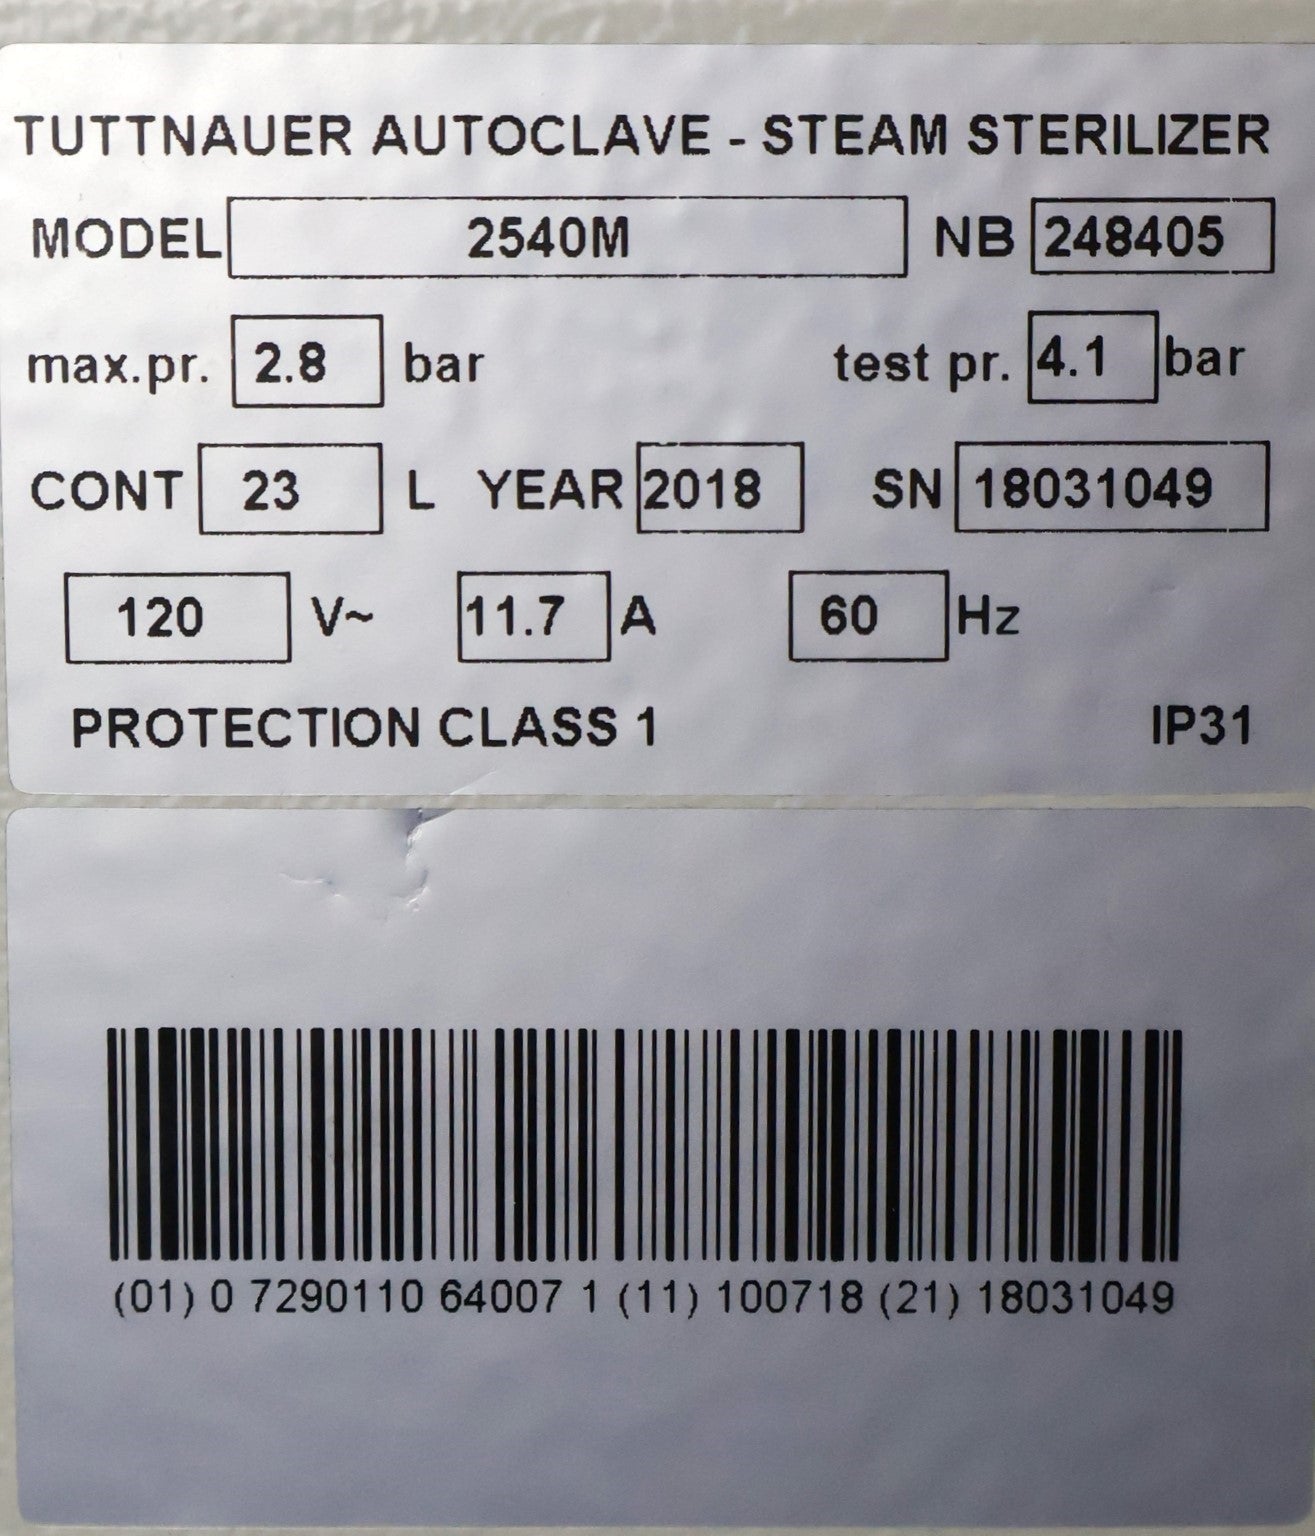 TUTTNAUER AUTOCLAVE - STEAM STERILIZER
MODEL 2540M NB 248405
max.pr. 2.8 bar test pr. 4.1 bar
CONT 23 L YEAR 2018 SN 18031049
120 V~ 11.7 A 60 Hz
PROTECTION CLASS 1 IP31
(01) 0 7290110 64007 1 (11) 100718 (21) 18031049